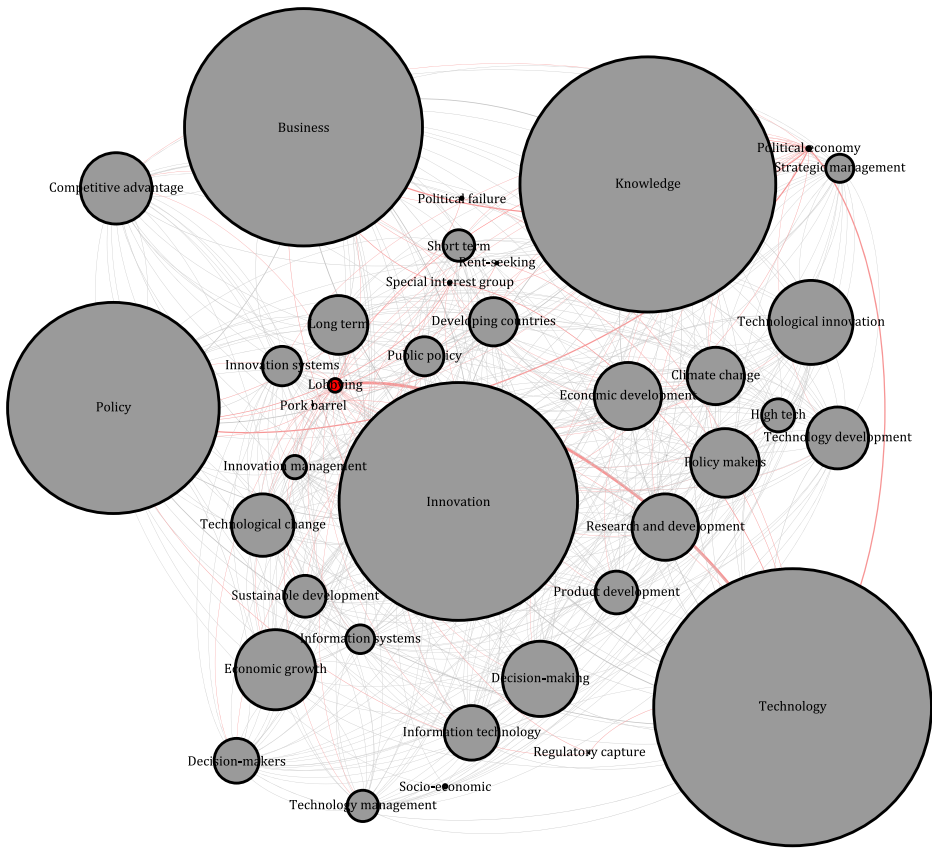 Business
Political economy
Strategic management
Knowledge
Competitive advantage
Political failure
Short term
Rent-seeking
Special interest group
Long term
Developing countries
Technological innovation
Public policy
Innovation systems
Climate change
Lobbying
Economic development
Policy
Pork barrel
High tech
Technology development
Policy makers
Innovation management
Innovation
Technological change
Research and development
Sustainable development
Product development
Information systems
Economic growth
Decision-making
Technology
Information technology
Regulatory capture
Decision-makers
Socio-economic
Technology management